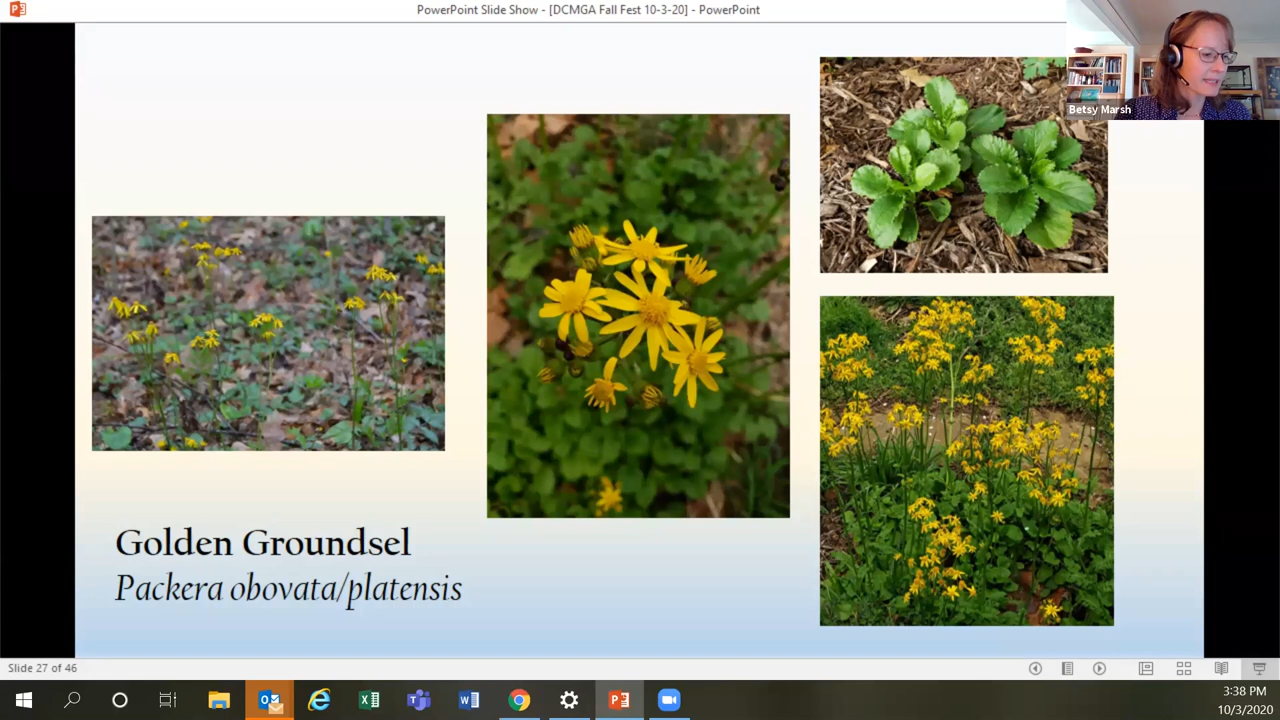 PowerPoint Slide Show - [DCMGA Fall Fest 10-3-20] - PowerPoint
Betsy Marsh
Golden Groundsel
Packera obovata/platensis
Slide 27 of 46
3:38 PM
10/3/2020